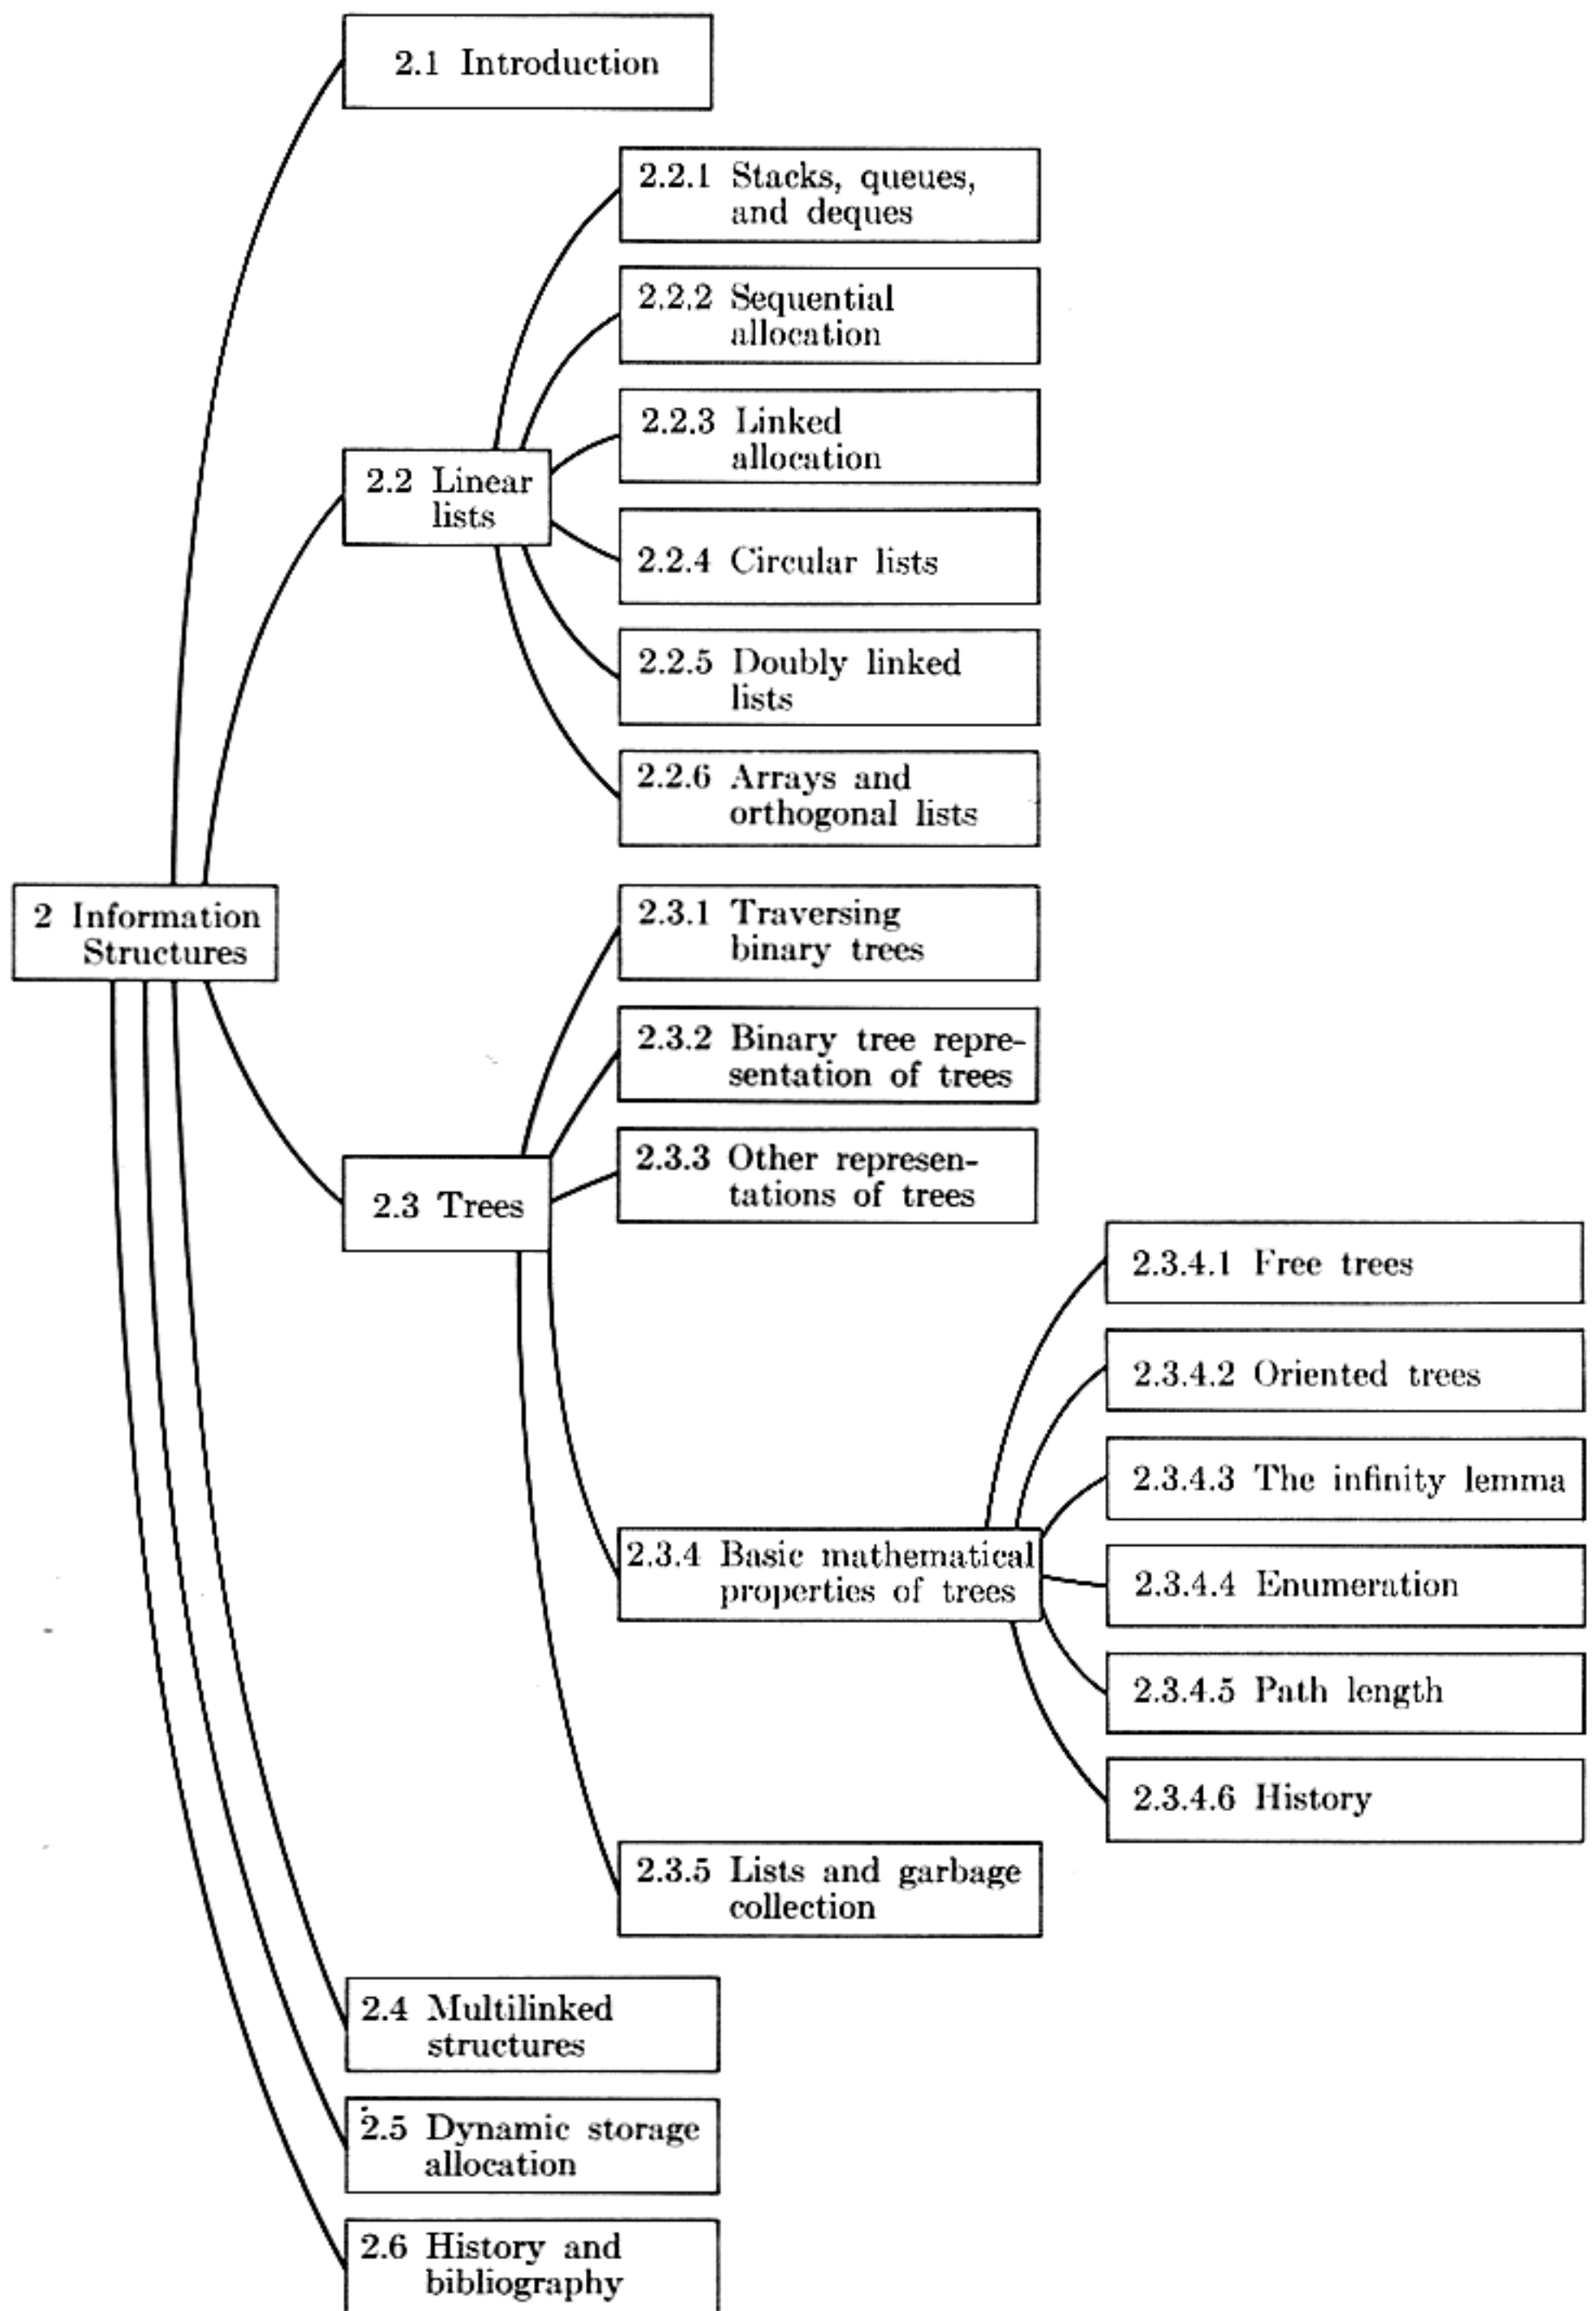 2.1 Introduction
2.2.1 Stacks, queues,
and deques
2.2.2 Sequential
allocation
2.2.3 Linked
allocation
2.2 Linear
lists
2.2.4 Circular lists
2.2.5 Doubly linked
lists
2.2.6 Arrays and
orthogonal lists
2 Information
Structures
2.3.1 Traversing
binary trees
2.3.2 Binary tree repre-
sentation of trees
2.3.3 Other represen-
tations of trees
2.3 Trees
2.3.4.1 Free trees
2.3.4.2 Oriented trees
2.3.4.3 The infinity lemma
2.3.4 Basic mathematical
properties of trees
2.3.4.4 Enumeration
2.3.4.5 Path length
2.3.4.6 History
2.3.5 Lists and garbage
collection
2.4 Multilinked
structures
2.5 Dynamic storage
allocation
2.6 History and
bibliography